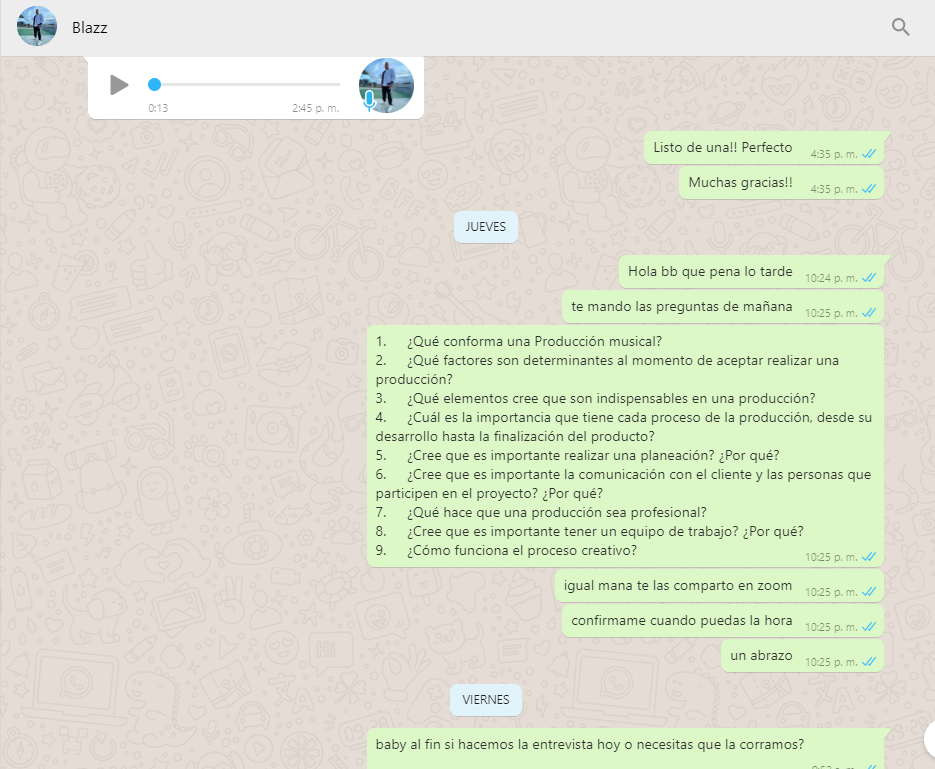 Blazz
0:13
2:45 p. m.
Listo de una!! Perfecto
4:35 p. m.
Muchas gracias!!
4:35 p. m.
JUEVES
Hola bb que pena lo tarde
10:24 p. m.
te mando las preguntas de mañana
10:25 p. m.
1. ¿Qué conforma una Producción musical?
2. ¿Qué factores son determinantes al momento de aceptar realizar una
producción?
3. ¿Qué elementos cree que son indispensables en una producción?
4. ¿Cuál es la importancia que tiene cada proceso de la producción, desde su
desarrollo hasta la finalización del producto?
5. ¿Cree que es importante realizar una planeación? ¿Por qué?
6. ¿Cree que es importante la comunicación con el cliente y las personas que
participen en el proyecto? ¿Por qué?
7. ¿Qué hace que una producción sea profesional?
8. ¿Cree que es importante tener un equipo de trabajo? ¿Por qué?
9. ¿Cómo funciona el proceso creativo?
10:25 p. m.
igual mana te las comparto en zoom
10:25 p. m.
confirmame cuando puedas la hora
10:25 p. m.
un abrazo
10:25 p. m.
VIERNES
baby al fin si hacemos la entrevista hoy o necesitas que la corramos?